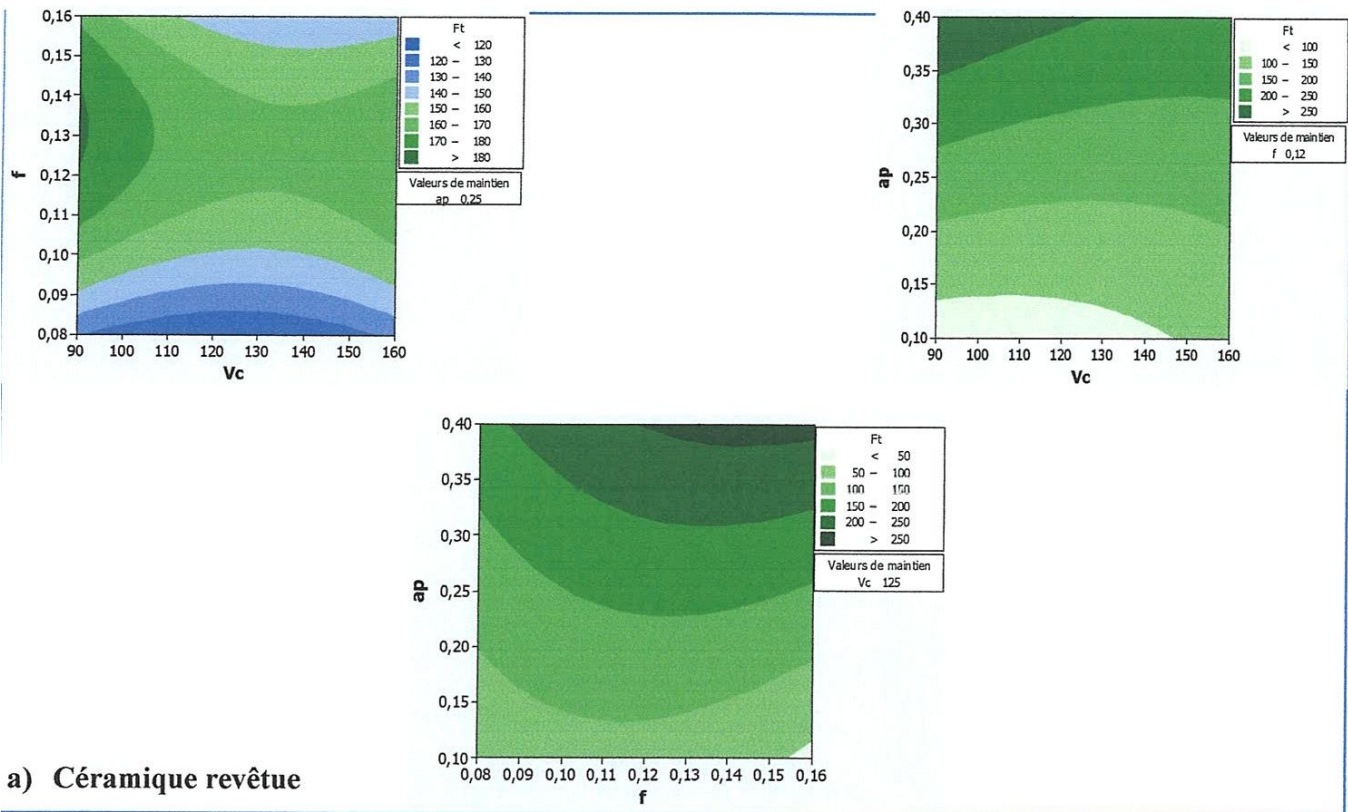 0,16
0,15
0,14
0,13
0,12
0,11
0,10
0,09
0,08
f
90 100 110 120 130 140 150 160
Vc
Ft
< 120
120 – 130
130 – 140
140 – 150
150 – 160
160 – 170
170 – 180
> 180
Valeurs de maintien
ap 0,25
0,40
0,35
0,30
0,25
0,20
0,15
0,10
ap
90 100 110 120 130 140 150 160
Vc
Ft
< 100
100 – 150
150 – 200
200 – 250
> 250
Valeurs de maintien
f 0,12
0,40
0,35
0,30
0,25
0,20
0,15
0,10
ap
0,08 0,09 0,10 0,11 0,12 0,13 0,14 0,15 0,16
f
Ft
< 50
50 – 100
100 150
150 – 200
200 – 250
> 250
Valeurs de maintien
Vc 125
a) Céramique revêtue